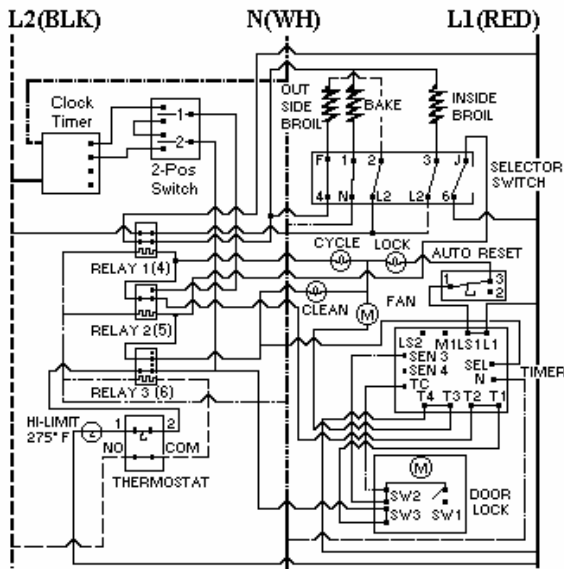 L2(BLK) N(WH) L1(RED)
Clock
Timer
1
2
2-Pos
Switch
OUT
SIDE
BROIL
BAKE
INSIDE
BROIL
F 1 2 3 J
4 N L2 L2 6
SELECTOR
SWITCH
RELAY 1(4)
CYCLE LOCK
AUTO RESET
1 3
2
RELAY 2(5)
CLEAN
FAN
M
RELAY 3 (6)
LS2 M1 LS1 L1
SEN 3
SEN 4
TC
SEL
N
TIMER
T4 T3 T2 T1
HI-LIMIT
275° F
1 2
NO COM
THERMOSTAT
M
SW2
SW3 SW1
DOOR
LOCK